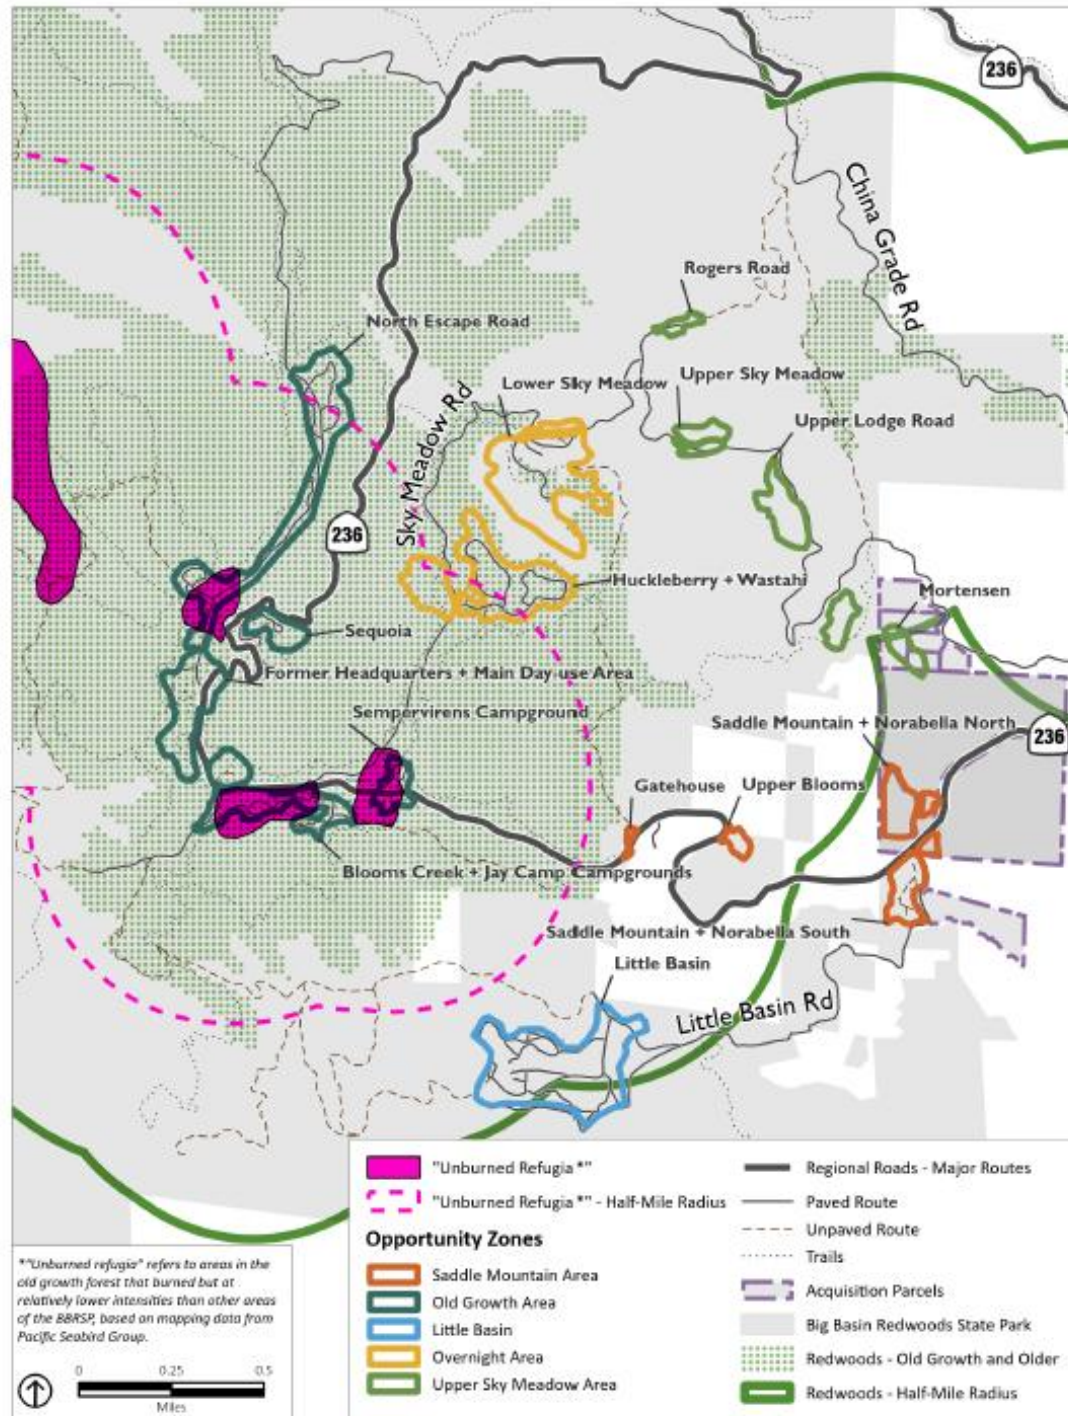 236
China Grade Rd
Rogers Road
North Escape Road
Lower Sky Meadow
Upper Sky Meadow
Sky Meadow Rd
Upper Lodge Road
236
Huckleberry + Wastahi
Mortensen
Sequoia
Former Headquarters + Main Day-use Area
Sempervirens Campground
Saddle Mountain + Norabella North
236
Gatehouse
Upper Blooms
Blooms Creek + Jay Camp Campgrounds
Saddle Mountain + Norabella South
Little Basin
Little Basin Rd
"Unburned Refugia*"
"Unburned Refugia*" - Half-Mile Radius
Opportunity Zones
Saddle Mountain Area
Old Growth Area
Little Basin
Overnight Area
Upper Sky Meadow Area
Regional Roads - Major Routes
Paved Route
Unpaved Route
Trails
Acquisition Parcels
Big Basin Redwoods State Park
Redwoods - Old Growth and Older
Redwoods - Half-Mile Radius
*"Unburned refugia" refers to areas in the
old growth forest that burned but at
relatively lower intensities than other areas
of the BBRSP, based on mapping data from
Pacific Seabird Group.
0 0.25 0.5
Miles